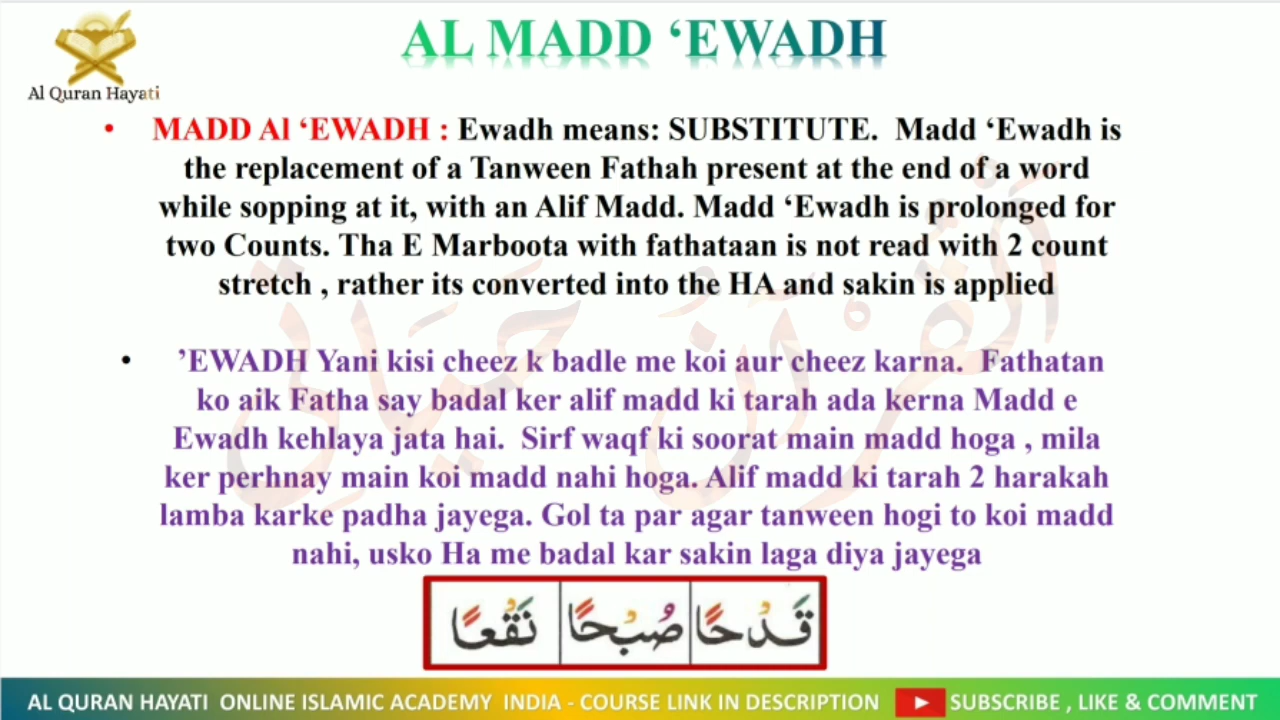 AL MADD ‘EWADH
Al Quran Hayati
• MADD Al ‘EWADH : Ewadh means: SUBSTITUTE. Madd ‘Ewadh is
the replacement of a Tanween Fathah present at the end of a word
while sopping at it, with an Alif Madd. Madd ‘Ewadh is prolonged for
two Counts. Tha E Marboota with fathataan is not read with 2 count
stretch , rather its converted into the HA and sakin is applied
• ’EWADH Yani kisi cheez k badle me koi aur cheez karna. Fathatan
ko aik Fatha say badal ker alif madd ki tarah ada kerna Madd e
Ewadh kehlaya jata hai. Sirf waqf ki soorat main madd hoga , mila
ker perhnay main koi madd nahi hoga. Alif madd ki tarah 2 harakah
lamba karke padha jayega. Gol ta par agar tanween hogi to koi madd
nahi, usko Ha me badal kar sakin laga diya jayega
القرآن حياتي
قَدْحًا صُبْحًا نَقْعًا
AL QURAN HAYATI ONLINE ISLAMIC ACADEMY INDIA - COURSE LINK IN DESCRIPTION SUBSCRIBE , LIKE & COMMENT